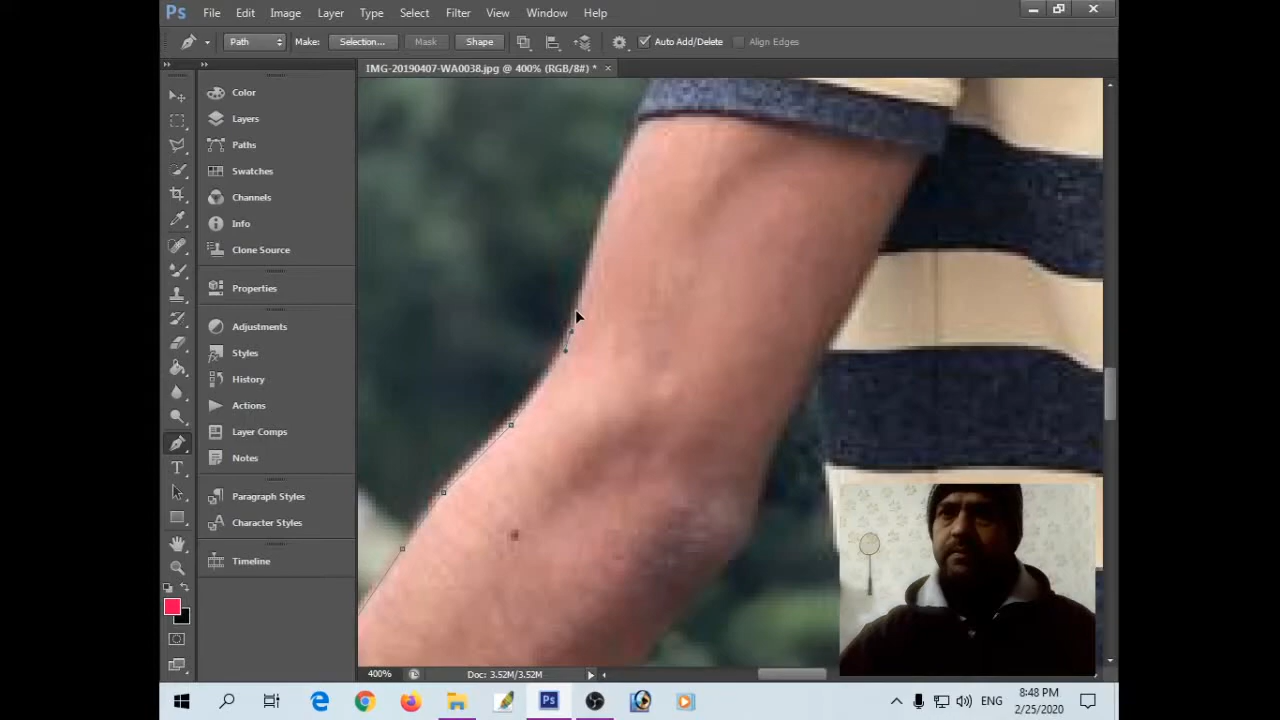 Ps File Edit Image Layer Type Select Filter View Window Help
Path Make: Selection... Mask Shape Auto Add/Delete Align Edges
IMG-20190407-WA0038.jpg @ 400% (RGB/8#) * ×
Color
Layers
Paths
Swatches
Channels
Info
Clone Source
Properties
Adjustments
Styles
History
Actions
Layer Comps
Notes
Paragraph Styles
Character Styles
Timeline
400% Doc: 3.52M/3.52M
Ps ENG 8:48 PM
2/25/2020